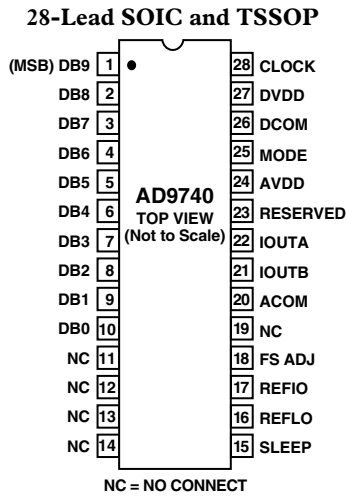 28-Lead SOIC and TSSOP
(MSB) DB9 1 28 CLOCK
DB8 2 27 DVDD
DB7 3 26 DCOM
DB6 4 25 MODE
DB5 5 24 AVDD
DB4 6 23 RESERVED
DB3 7 22 IOUTA
DB2 8 21 IOUTB
DB1 9 20 ACOM
DB0 10 19 NC
NC 11 18 FS ADJ
NC 12 17 REFIO
NC 13 16 REFLO
NC 14 15 SLEEP
AD9740
TOP VIEW
(Not to Scale)
NC = NO CONNECT